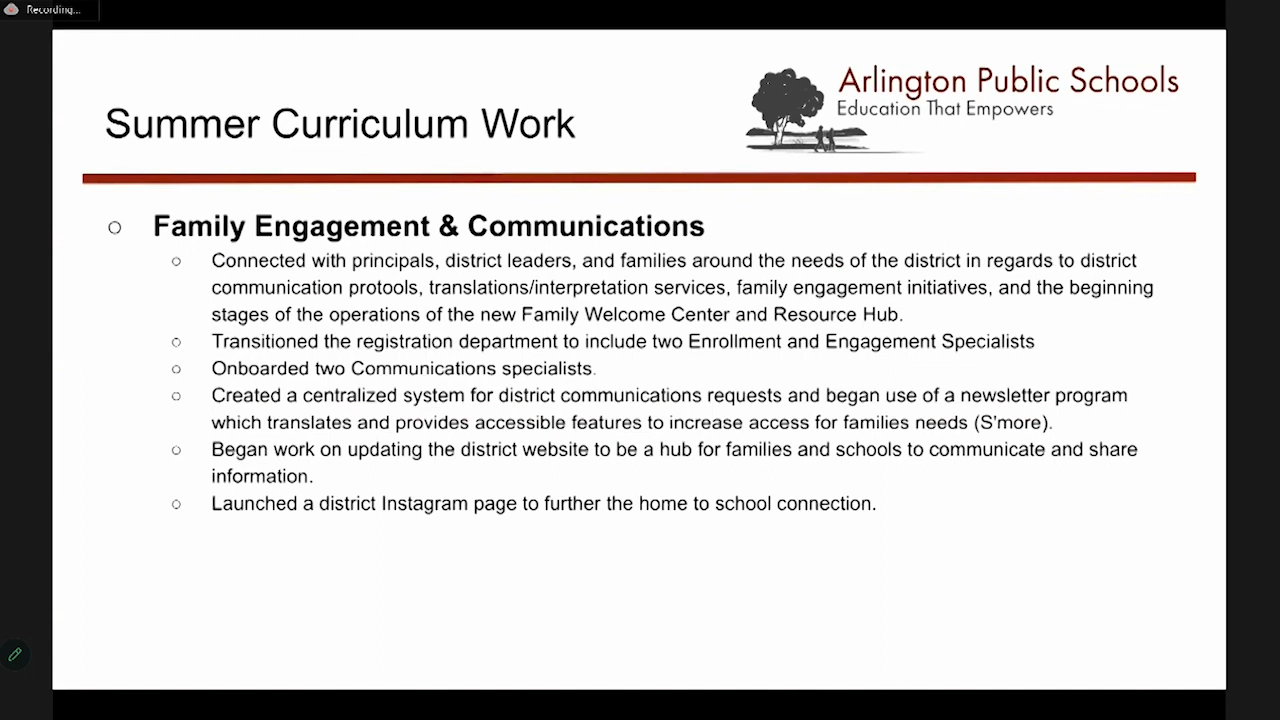 Recording...
Arlington Public Schools
Education That Empowers
Summer Curriculum Work
Family Engagement & Communications
Connected with principals, district leaders, and families around the needs of the district in regards to district
communication protools, translations/interpretation services, family engagement initiatives, and the beginning
stages of the operations of the new Family Welcome Center and Resource Hub.
Transitioned the registration department to include two Enrollment and Engagement Specialists
Onboarded two Communications specialists.
Created a centralized system for district communications requests and began use of a newsletter program
which translates and provides accessible features to increase access for families needs (S'more).
Began work on updating the district website to be a hub for families and schools to communicate and share
information.
Launched a district Instagram page to further the home to school connection.